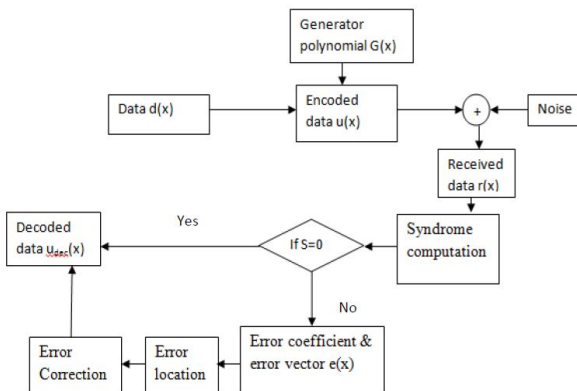 Generator
polynomial G(x)
Data d(x)
Encoded
data u(x)
+
Noise
Received
data r(x)
Syndrome
computation
If S=0
Yes
Decoded
data udec(x)
No
Error coefficient &
error vector e(x)
Error
location
Error
Correction